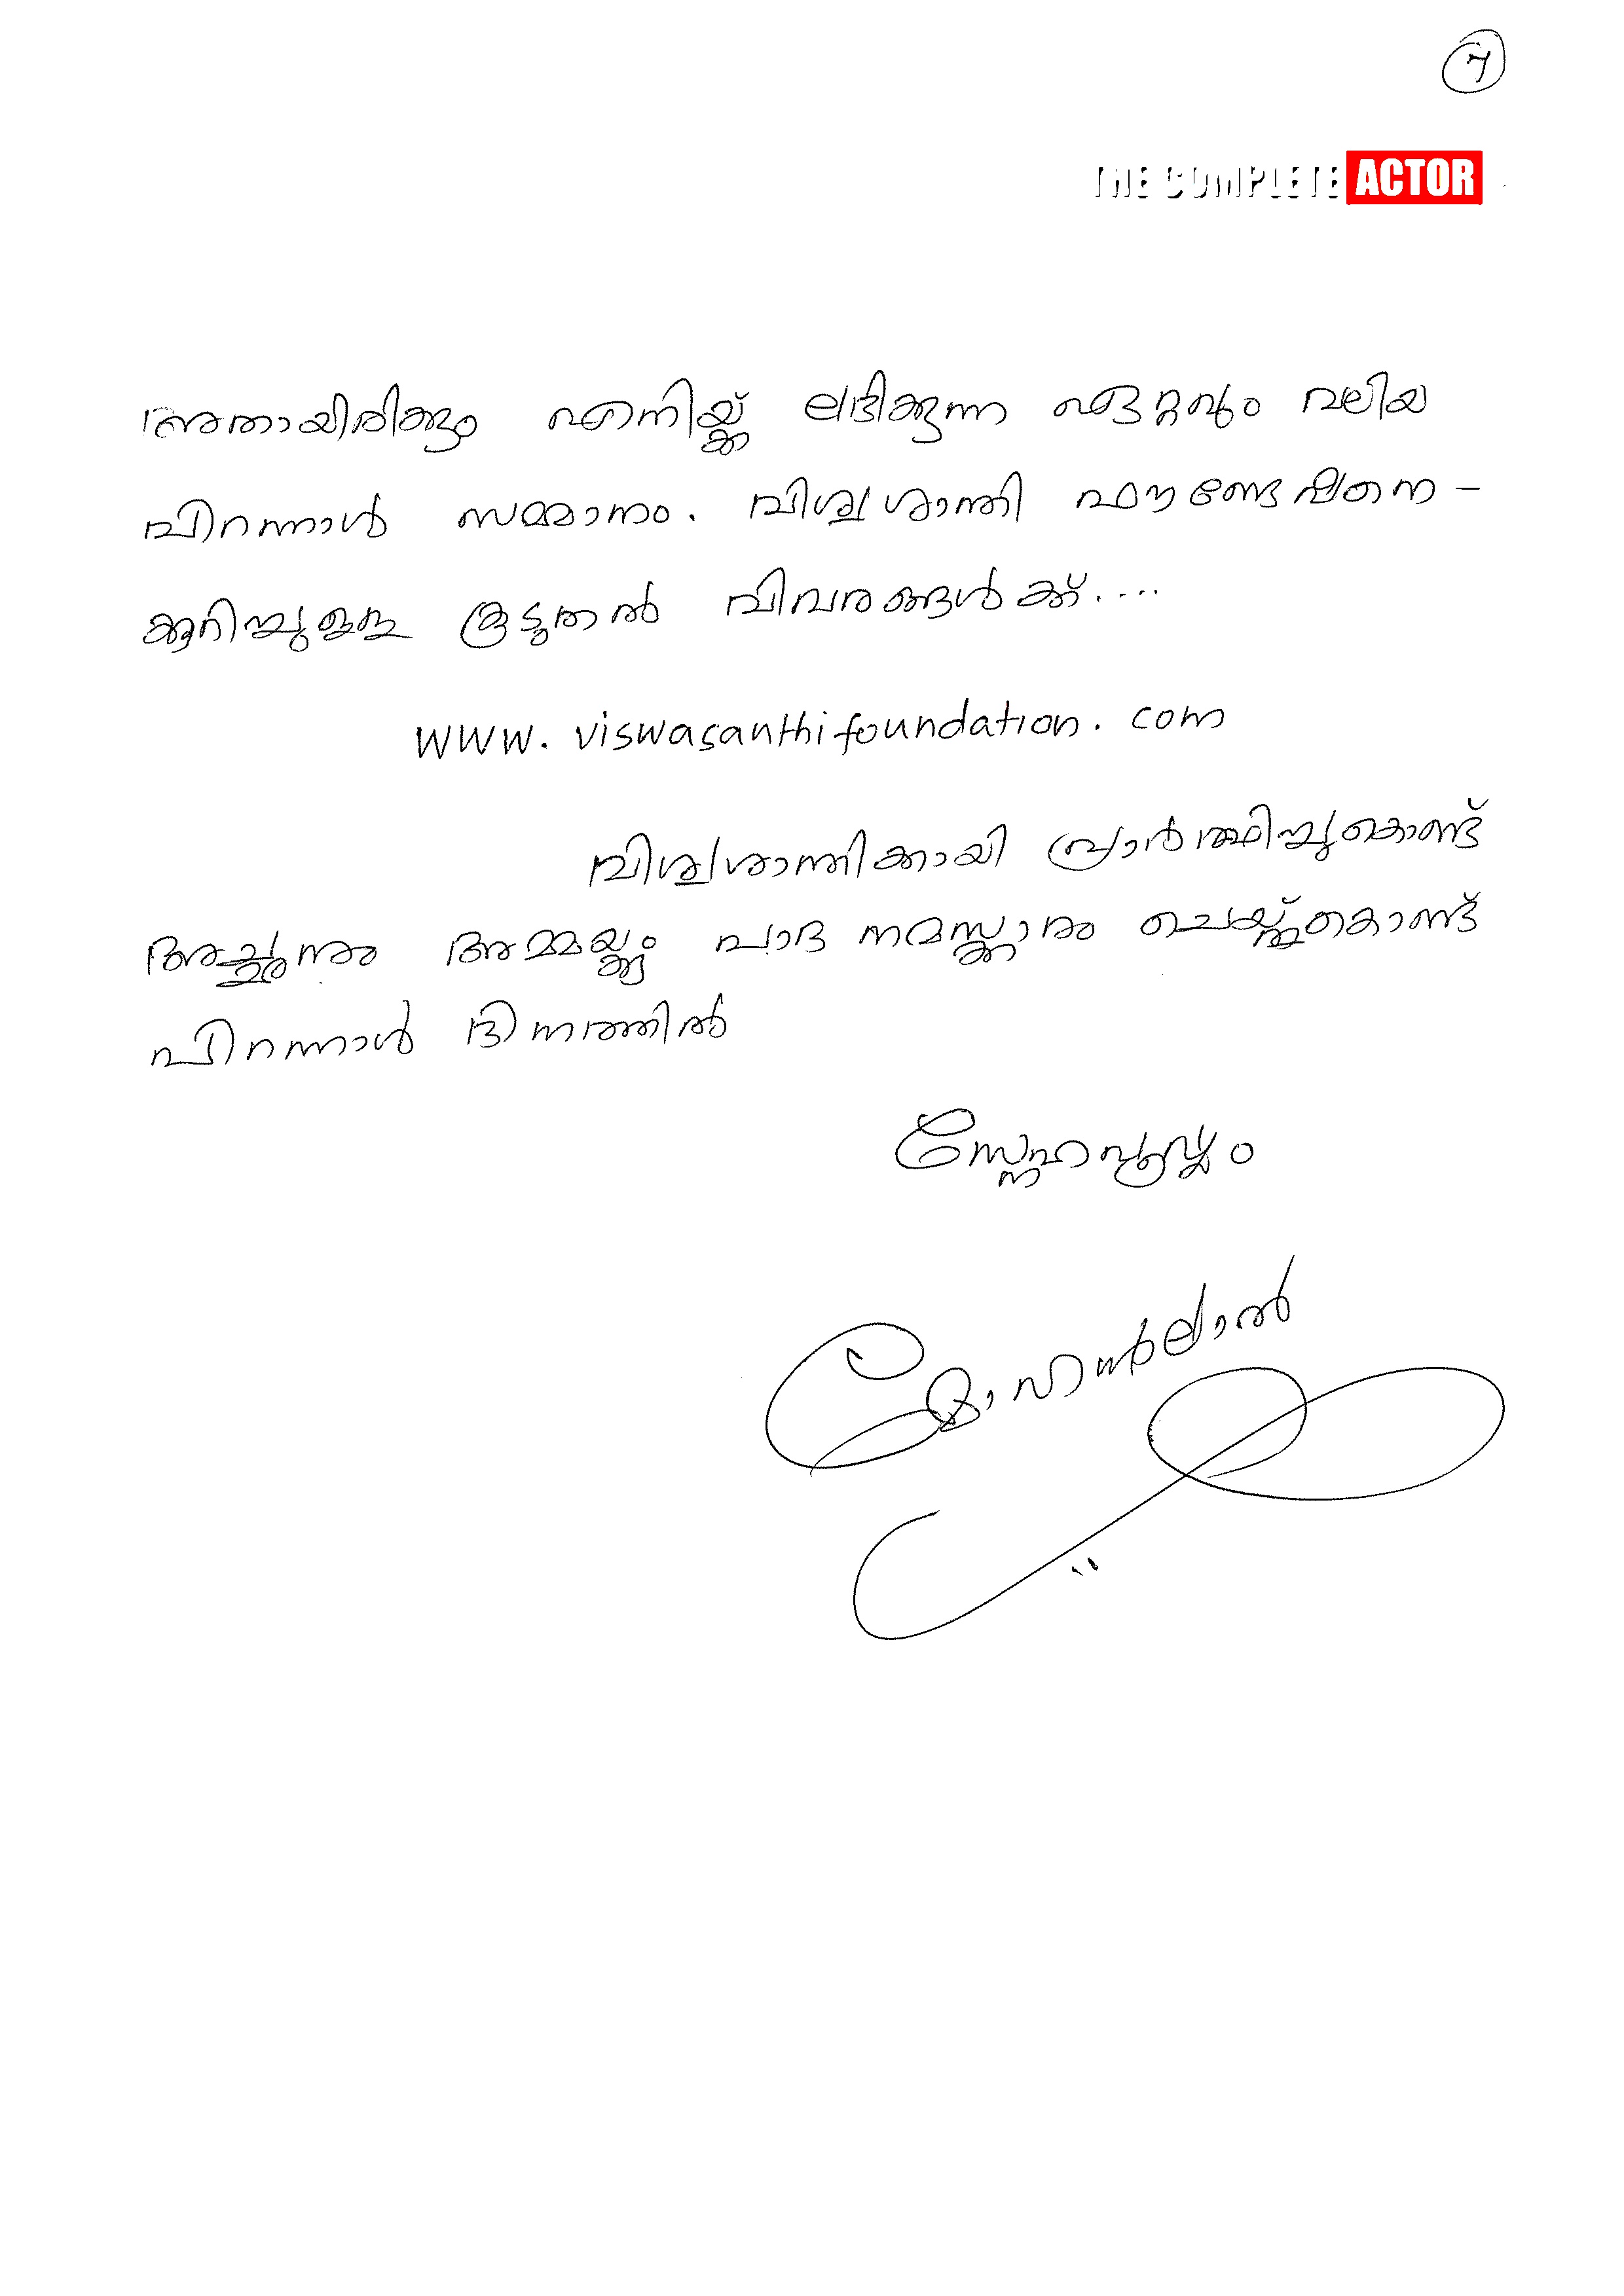 7
THE COMPLETE ACTOR
അതായിരിക്കും എനിയ്ക്ക് ലഭിക്കുന്ന ഏറ്റവും വലിയ
പിറന്നാൾ സമ്മാനം. വിശ്വശാന്തി ഫൗണ്ടേഷനെ-
ക്കുറിച്ചുള്ള കൂടുതൽ വിവരങ്ങൾക്ക്....
www.viswasanthifoundation.com
വിശ്വശാന്തിക്കായി പ്രാർത്ഥിച്ചുകൊണ്ട്
അച്ഛനും അമ്മയ്ക്കും പാദ നമസ്ക്കാരം ചെയ്തുകൊണ്ട്
പിറന്നാൾ ദിനത്തിൽ
സ്നേഹപൂർവ്വം
മോഹൻലാൽ